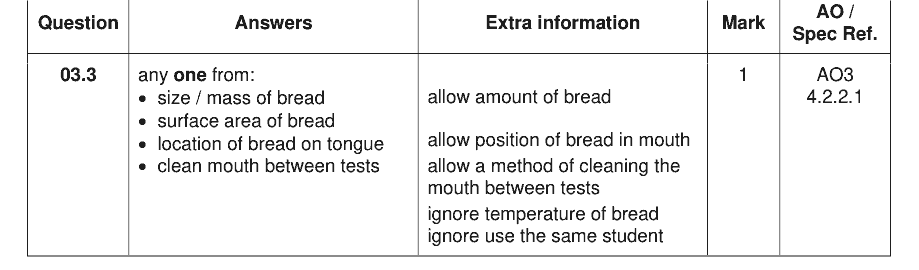 Question Answers Extra information Mark AO / Spec Ref.
03.3 any one from: 1 AO3
• size / mass of bread allow amount of bread 4.2.2.1
• surface area of bread
• location of bread on tongue allow position of bread in mouth
• clean mouth between tests allow a method of cleaning the
mouth between tests
ignore temperature of bread
ignore use the same student